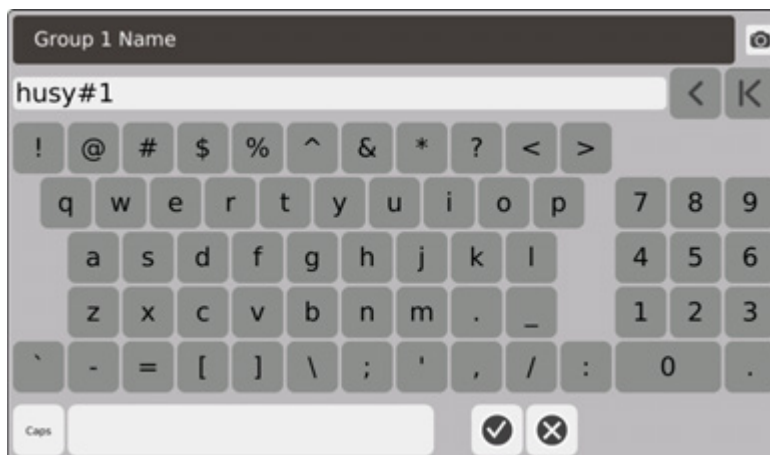 Group 1 Name
husy#1
! @ # $ % ^ & * ? < >
q w e r t y u i o p 7 8 9
a s d f g h j k l 4 5 6
z x c v b n m . _ 1 2 3
` - = [ ] \ ; ' , / : 0 .
Caps